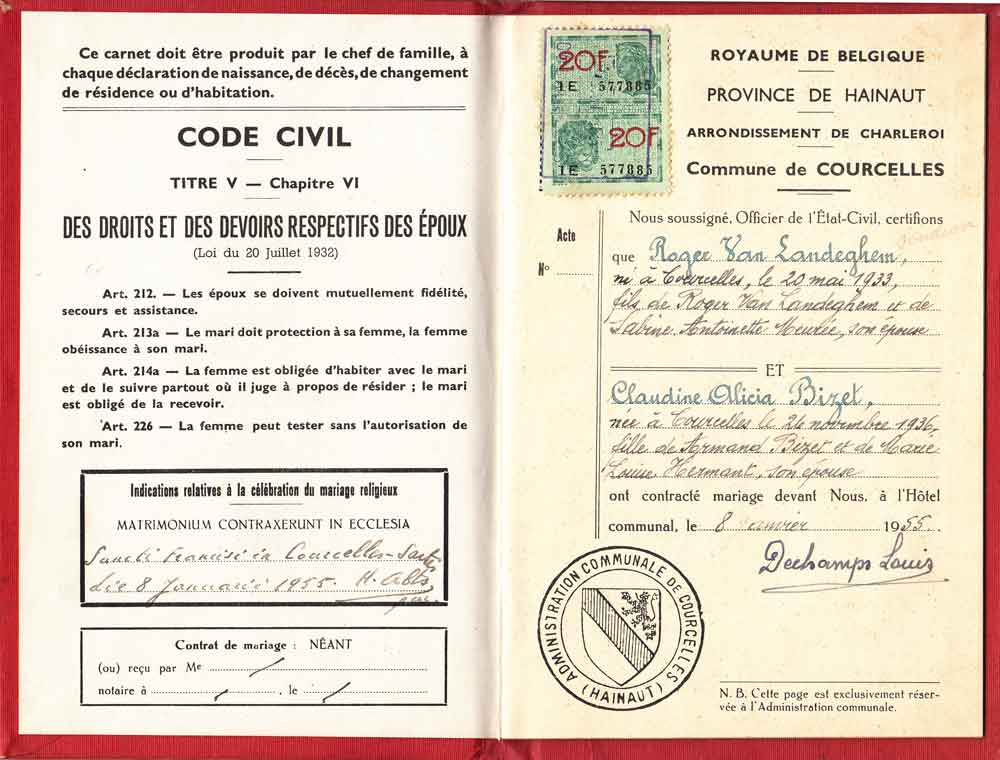 Ce carnet doit être produit par le chef de famille, à
chaque déclaration de naissance, de décès, de changement
de résidence ou d'habitation.
CODE CIVIL
TITRE V — Chapitre VI
DES DROITS ET DES DEVOIRS RESPECTIFS DES ÉPOUX
(Loi du 20 Juillet 1932)
Art. 212. — Les époux se doivent mutuellement fidélité,
secours et assistance.
Art. 213a — Le mari doit protection à sa femme, la femme
obéissance à son mari.
Art. 214a — La femme est obligée d'habiter avec le mari
et de le suivre partout où il juge à propos de résider ; le mari
est obligé de la recevoir.
Art. 226 — La femme peut tester sans l'autorisation de
son mari.
Indications relatives à la célébration du mariage religieux
MATRIMONIUM CONTRAXERUNT IN ECCLESIA
Sancti Francisci in Courcelles-Sart
die 8 Januarii 1955. H.
Contrat de mariage : NÉANT
(ou) reçu par Me
notaire à , le
20F
1E 577885
20F
1E 577885
ROYAUME DE BELGIQUE
PROVINCE DE HAINAUT
ARRONDISSEMENT DE CHARLEROI
Commune de COURCELLES
Acte
N°
Nous soussigné, Officier de l'État-Civil, certifions
que Roger Van Landeghem,
né à Courcelles, le 20 mai 1933,
fils de Roger Van Landeghem et de
Sabine Antoinette Meurée, son épouse
ET
Claudine Alicia Bizet,
née à Courcelles le 26 novembre 1936,
fille de Armand Bizet et de Marie
Louise Hermant, son épouse
ont contracté mariage devant Nous, à l'Hôtel
communal, le 8 janvier 1955.
Dechamps Louis
ADMINISTRATION COMMUNALE DE COURCELLES
(HAINAUT)
N. B. Cette page est exclusivement réser-
vée à l'Administration communale.